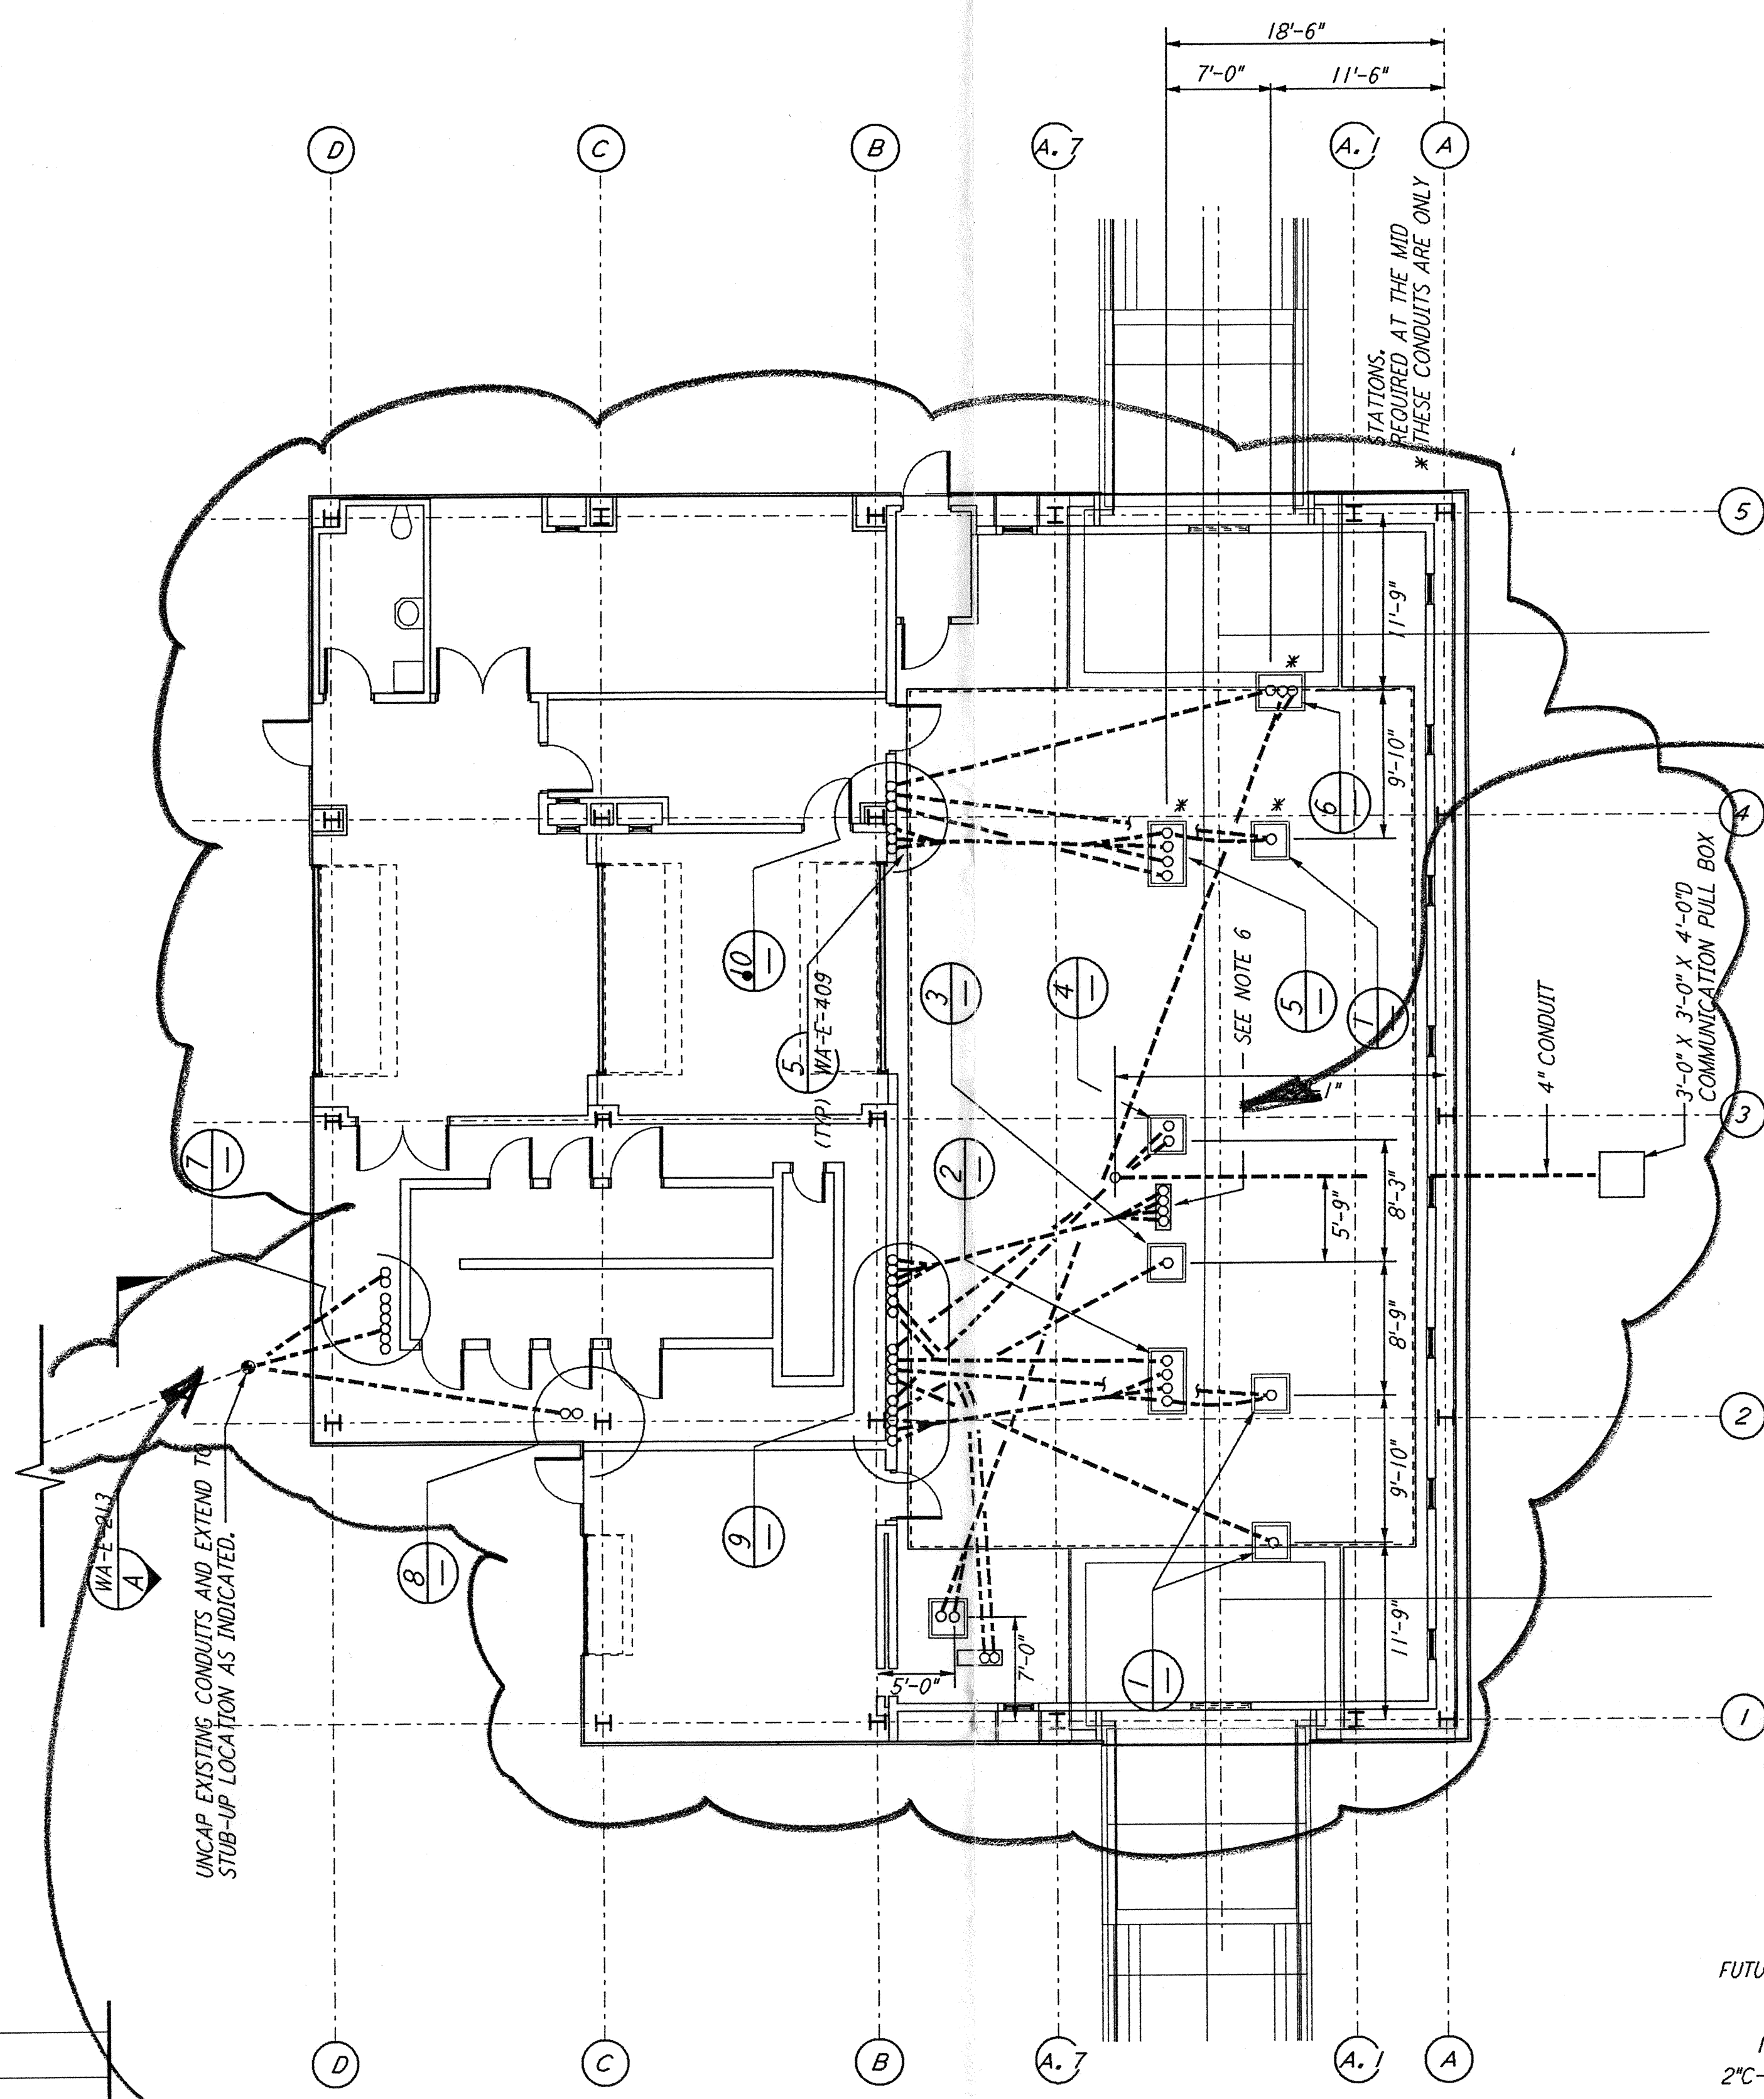 18'-6"
7'-0"
11'-6"
D
C
B
A.7
A.1
A
* THESE CONDUITS ARE ONLY
REQUIRED AT THE MID
STATIONS.
5
11'-9"
*
6
9'-10"
*
*
4
10
5
WA-E-409
(TYP)
3
4
SEE NOTE 6
5
1
4" CONDUIT
3'-0" X 3'-0" X 4'-0"D
COMMUNICATION PULL BOX
1"
3
7
2
5'-9"
8'-3"
8'-9"
2
9'-10"
WA-E-213
A
UNCAP EXISTING CONDUITS AND EXTEND TO
STUB-UP LOCATION AS INDICATED.
8
9
1
5'-0"
7'-0"
11'-9"
1
D
C
B
A.7
A.1
A
2"C-